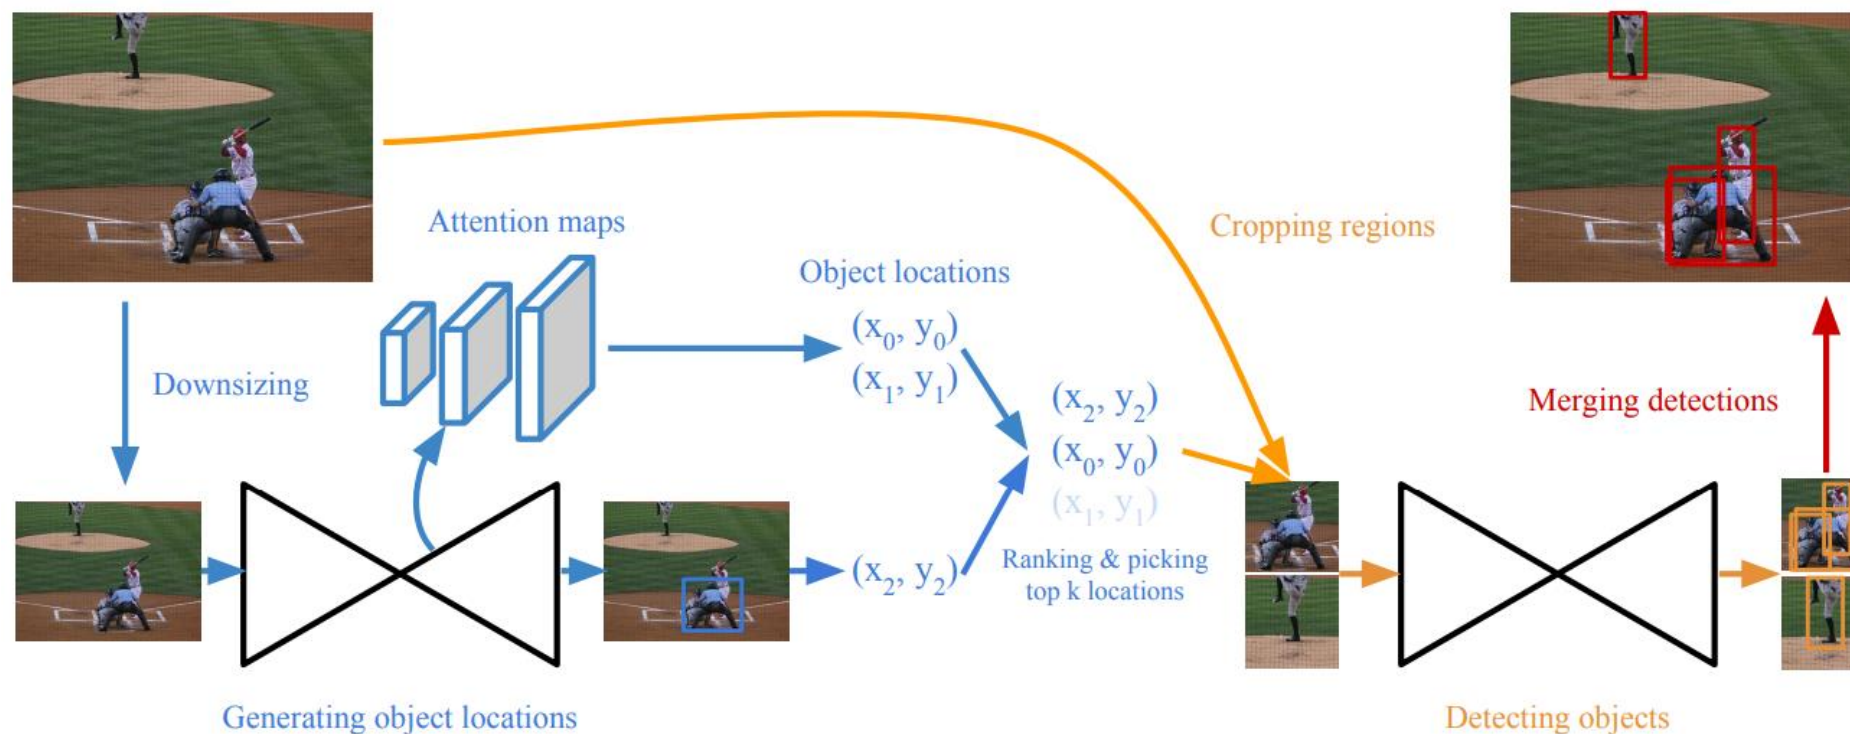 Attention maps
Cropping regions
Object locations
(x₀, y₀)
(x₁, y₁)
Downsizing
(x₂, y₂)
(x₀, y₀)
(x₁, y₁)
Merging detections
(x₂, y₂)
Ranking & picking
top k locations
Generating object locations
Detecting objects